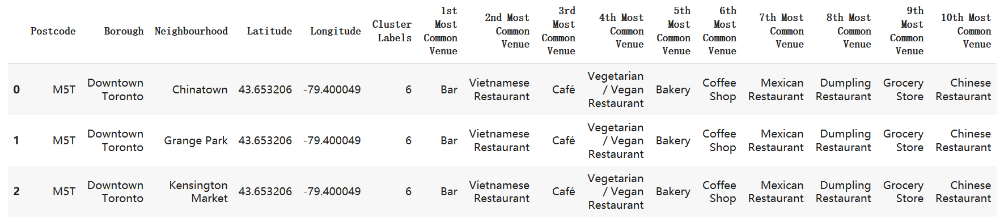 Postcode Borough Neighbourhood Latitude Longitude Cluster Labels 1st Most Common Venue 2nd Most Common Venue 3rd Most Common Venue 4th Most Common Venue 5th Most Common Venue 6th Most Common Venue 7th Most Common Venue 8th Most Common Venue 9th Most Common Venue 10th Most Common Venue
0 M5T Downtown Toronto Chinatown 43.653206 -79.400049 6 Bar Vietnamese Restaurant Café Vegetarian / Vegan Restaurant Bakery Coffee Shop Mexican Restaurant Dumpling Restaurant Grocery Store Chinese Restaurant
1 M5T Downtown Toronto Grange Park 43.653206 -79.400049 6 Bar Vietnamese Restaurant Café Vegetarian / Vegan Restaurant Bakery Coffee Shop Mexican Restaurant Dumpling Restaurant Grocery Store Chinese Restaurant
2 M5T Downtown Toronto Kensington Market 43.653206 -79.400049 6 Bar Vietnamese Restaurant Café Vegetarian / Vegan Restaurant Bakery Coffee Shop Mexican Restaurant Dumpling Restaurant Grocery Store Chinese Restaurant